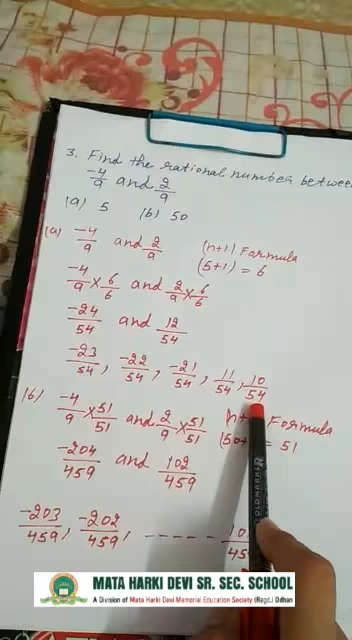 3. Find the rational number between
-4/9 and 2/9
(a) 5 (b) 50
(a) -4/9 and 2/9 (n+1) Formula
(5+1) = 6
-4/9 × 6/6 and 2/9 × 6/6
-24/54 and 12/54
-23/54, -22/54, -21/54, 11/54, 10/54
(b) -4/9 × 51/51 and 2/9 × 51/51 Formula
= 51
-204/459 and 102/459
-203/459, -202/459, -----
MATA HARKI DEVI SR. SEC. SCHOOL
A Division of Mata Harki Devi Memorial Education Society (Regd.) Odhan